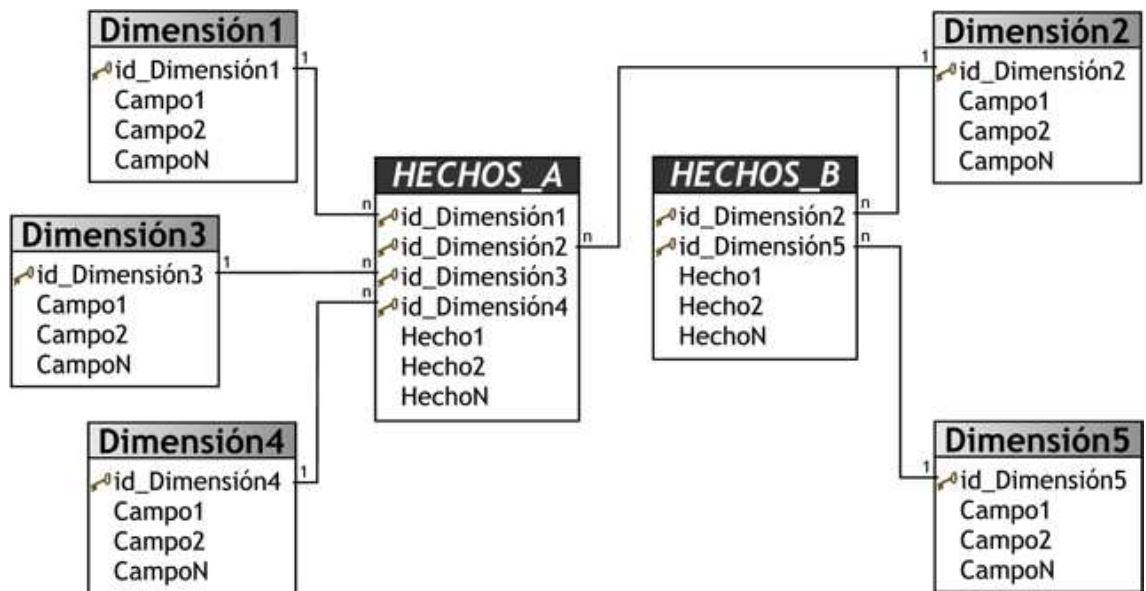 Dimensión1
id_Dimensión1
Campo1
Campo2
CampoN
1
Dimensión3
id_Dimensión3
Campo1
Campo2
CampoN
1
Dimensión4
id_Dimensión4
Campo1
Campo2
CampoN
1
HECHOS_A
id_Dimensión1
id_Dimensión2
id_Dimensión3
id_Dimensión4
Hecho1
Hecho2
HechoN
n
n
n
n
HECHOS_B
id_Dimensión2
id_Dimensión5
Hecho1
Hecho2
HechoN
n
n
Dimensión2
id_Dimensión2
Campo1
Campo2
CampoN
1
Dimensión5
id_Dimensión5
Campo1
Campo2
CampoN
1